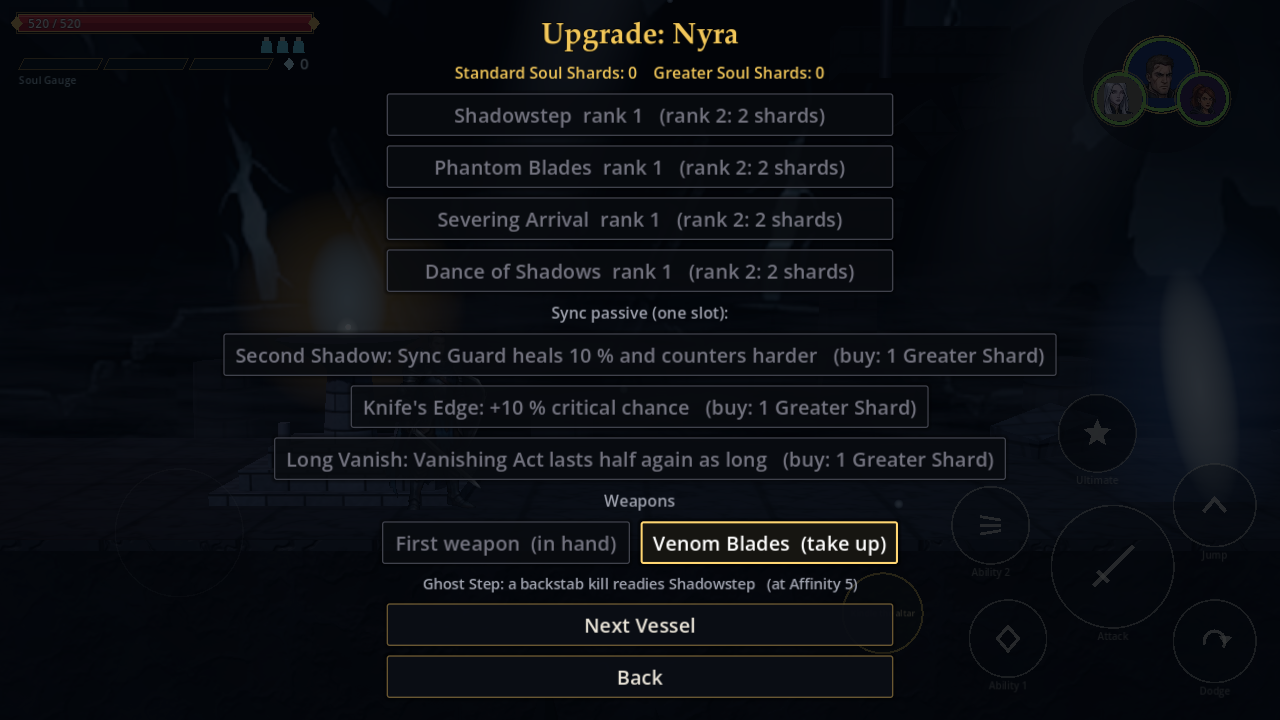 520 / 520
0
Soul Gauge
Upgrade: Nyra
Standard Soul Shards: 0 Greater Soul Shards: 0
Shadowstep rank 1 (rank 2: 2 shards)
Phantom Blades rank 1 (rank 2: 2 shards)
Severing Arrival rank 1 (rank 2: 2 shards)
Dance of Shadows rank 1 (rank 2: 2 shards)
Sync passive (one slot):
Second Shadow: Sync Guard heals 10 % and counters harder (buy: 1 Greater Shard)
Knife's Edge: +10 % critical chance (buy: 1 Greater Shard)
Long Vanish: Vanishing Act lasts half again as long (buy: 1 Greater Shard)
Weapons
First weapon (in hand) Venom Blades (take up)
Ghost Step: a backstab kill readies Shadowstep (at Affinity 5)
Next Vessel
Back
Ultimate
Jump
Ability 2
altar
Attack
Ability 1
Dodge